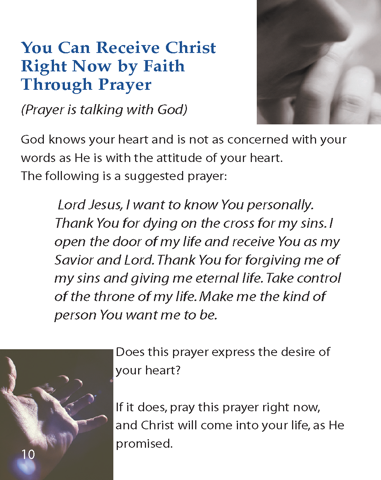 You Can Receive Christ
Right Now by Faith
Through Prayer
(Prayer is talking with God)
God knows your heart and is not as concerned with your
words as He is with the attitude of your heart.
The following is a suggested prayer:
Lord Jesus, I want to know You personally.
Thank You for dying on the cross for my sins. I
open the door of my life and receive You as my
Savior and Lord. Thank You for forgiving me of
my sins and giving me eternal life. Take control
of the throne of my life. Make me the kind of
person You want me to be.
Does this prayer express the desire of
your heart?
If it does, pray this prayer right now,
and Christ will come into your life, as He
promised.
10